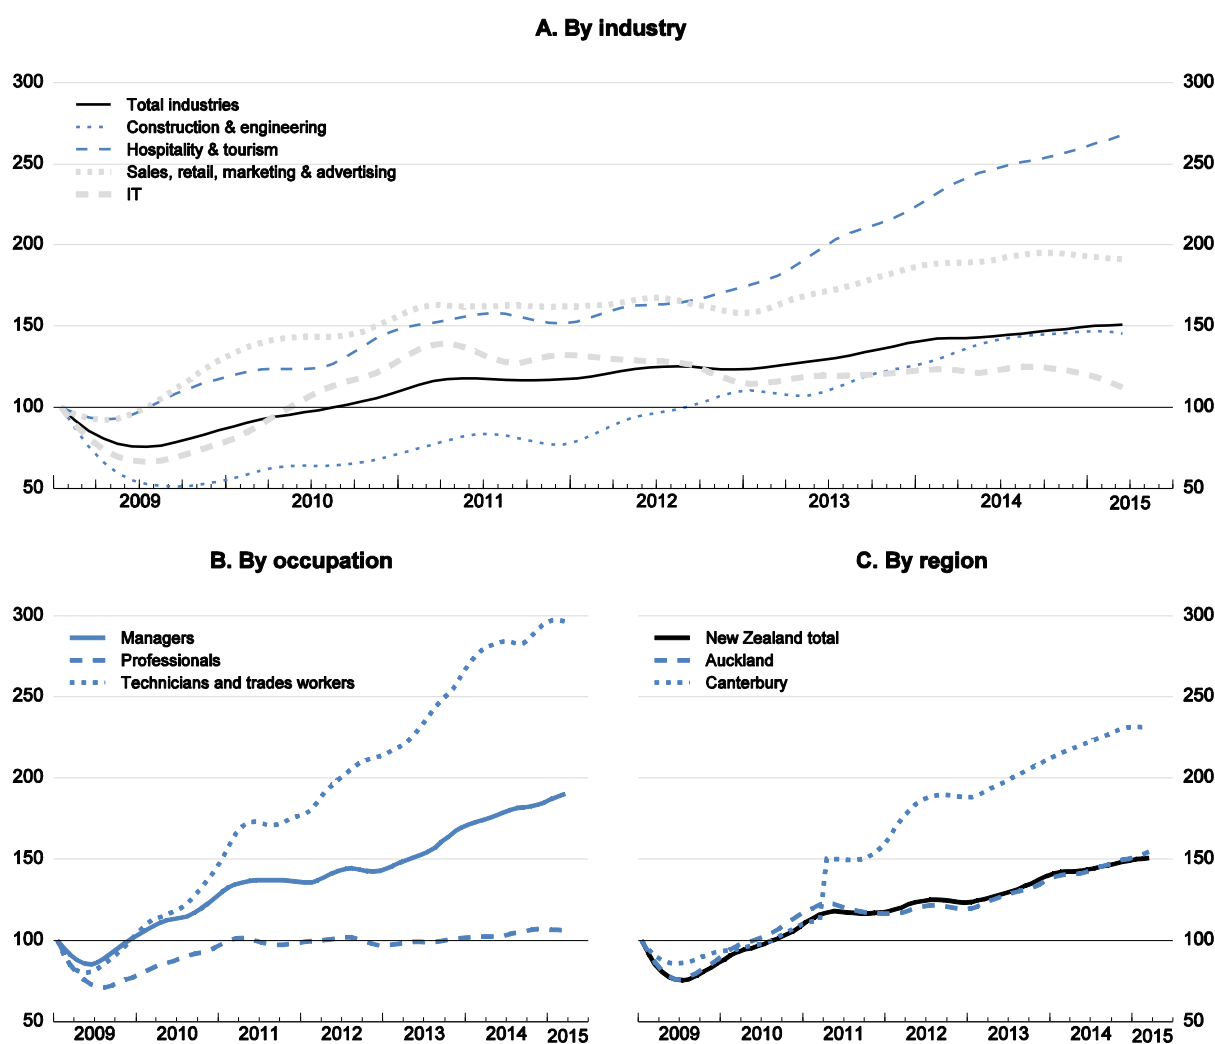 A. By industry
300 300
Total industries
Construction & engineering
Hospitality & tourism
250 250
Sales, retail, marketing & advertising
IT
200 200
150 150
100 100
50 50
2009 2010 2011 2012 2013 2014 2015
B. By occupation
300
Managers
Professionals
Technicians and trades workers
250
200
150
100
50
2009 2010 2011 2012 2013 2014 2015
C. By region
300
New Zealand total
Auckland
Canterbury
250
200
150
100
50
2009 2010 2011 2012 2013 2014 2015